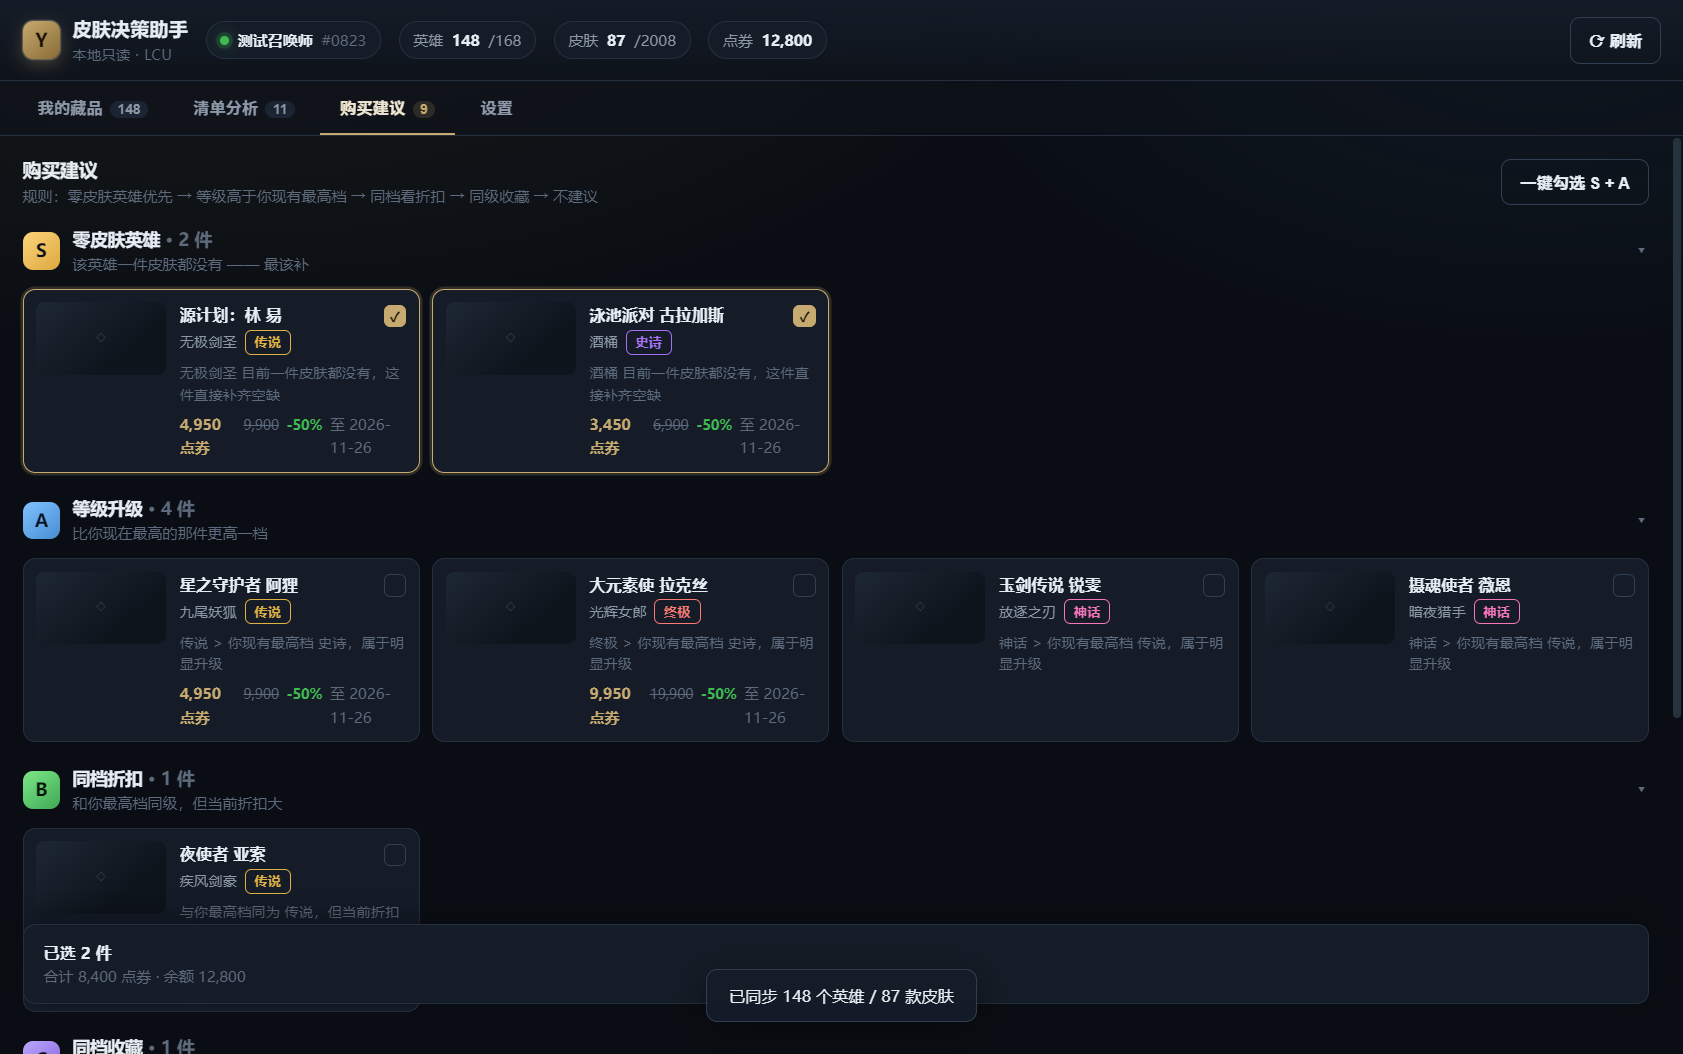 Y
皮肤决策助手
本地只读 · LCU
测试召唤师 #0823
英雄 148 /168
皮肤 87 /2008
点券 12,800
⟳ 刷新
我的藏品 148
清单分析 11
购买建议 9
设置
购买建议
规则：零皮肤英雄优先 → 等级高于你现有最高档 → 同档看折扣 → 同级收藏 → 不建议
一键勾选 S + A
S
零皮肤英雄 • 2 件
该英雄一件皮肤都没有 —— 最该补
源计划：林 易
无极剑圣 传说
无极剑圣 目前一件皮肤都没有，这
件直接补齐空缺
4,950 9,900 -50% 至 2026-
点券 11-26
泳池派对 古拉加斯
酒桶 史诗
酒桶 目前一件皮肤都没有，这件直
接补齐空缺
3,450 6,900 -50% 至 2026-
点券 11-26
A
等级升级 • 4 件
比你现在最高的那件更高一档
星之守护者 阿狸
九尾妖狐 传说
传说 > 你现有最高档 史诗，属于明
显升级
4,950 9,900 -50% 至 2026-
点券 11-26
大元素使 拉克丝
光辉女郎 终极
终极 > 你现有最高档 史诗，属于明
显升级
9,950 19,900 -50% 至 2026-
点券 11-26
玉剑传说 锐雯
放逐之刃 神话
神话 > 你现有最高档 传说，属于明
显升级
摄魂使者 薇恩
暗夜猎手 神话
神话 > 你现有最高档 传说，属于明
显升级
B
同档折扣 • 1 件
和你最高档同级，但当前折扣大
夜使者 亚索
疾风剑豪 传说
与你最高档同为 传说，但当前折扣
已选 2 件
合计 8,400 点券 · 余额 12,800
已同步 148 个英雄 / 87 款皮肤
同档收藏 • 1 件